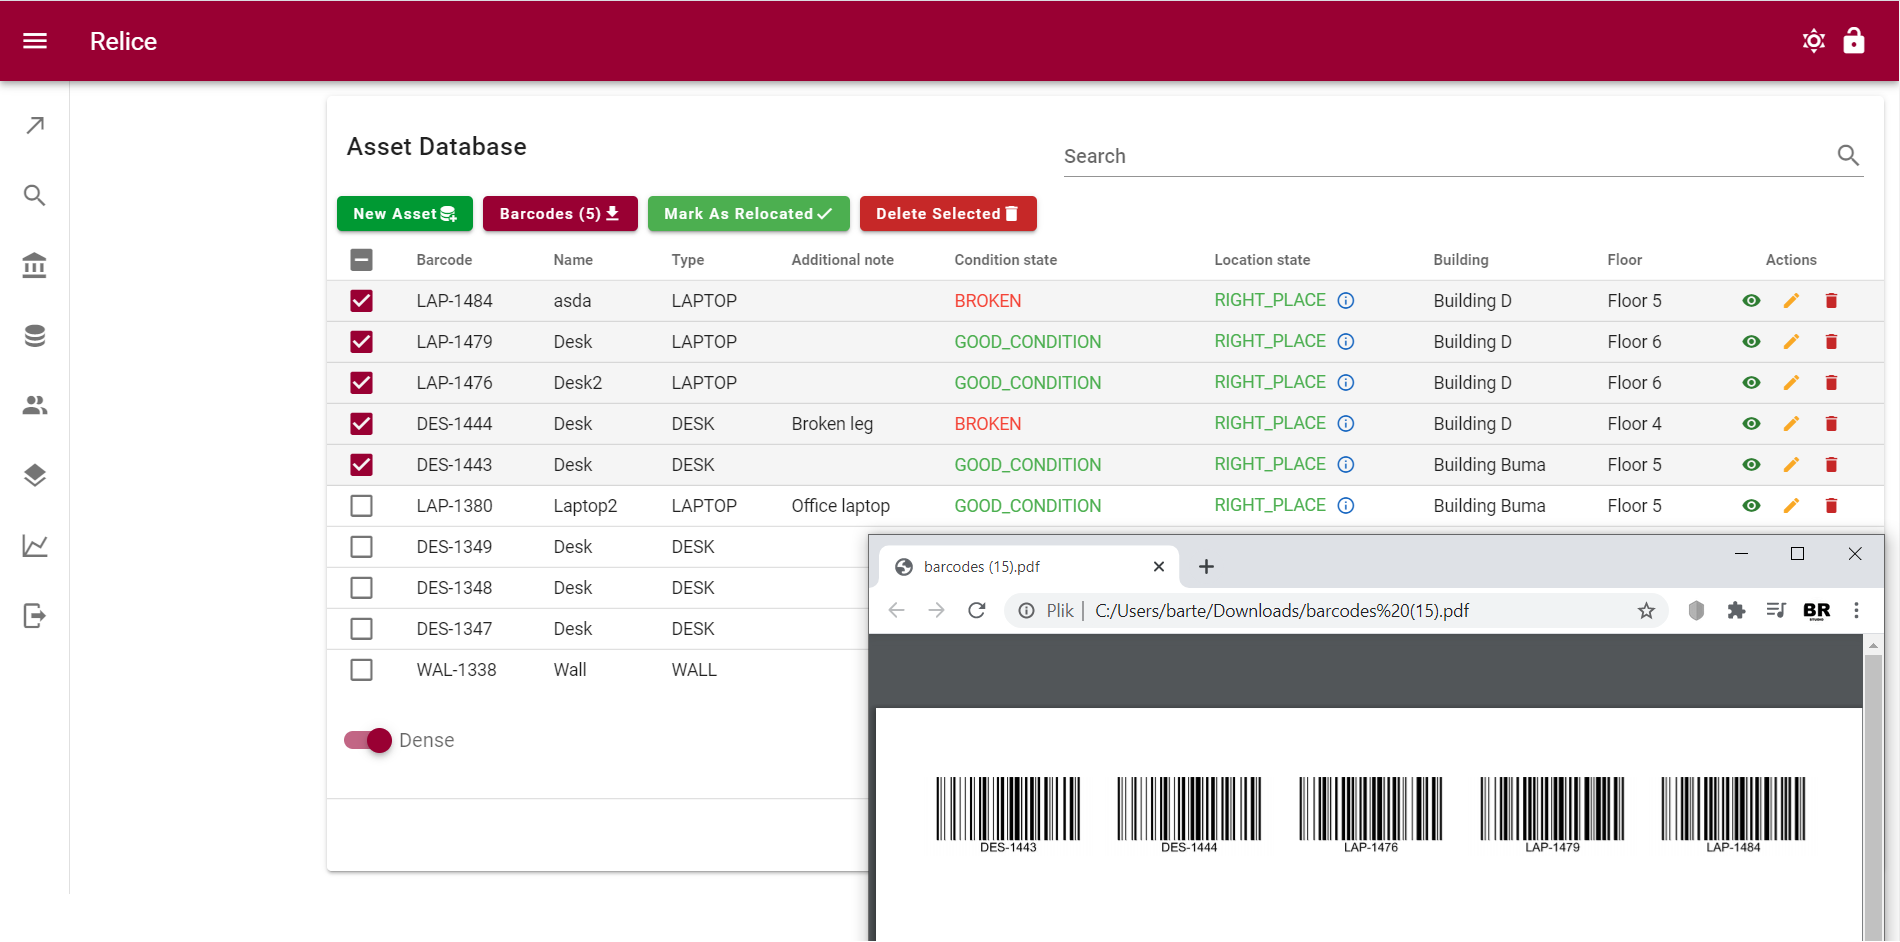 Relice
Asset Database
Search
New Asset
Barcodes (5)
Mark As Relocated
Delete Selected
Barcode Name Type Additional note Condition state Location state Building Floor Actions
LAP-1484 asda LAPTOP BROKEN RIGHT_PLACE Building D Floor 5
LAP-1479 Desk LAPTOP GOOD_CONDITION RIGHT_PLACE Building D Floor 6
LAP-1476 Desk2 LAPTOP GOOD_CONDITION RIGHT_PLACE Building D Floor 6
DES-1444 Desk DESK Broken leg BROKEN RIGHT_PLACE Building D Floor 4
DES-1443 Desk DESK GOOD_CONDITION RIGHT_PLACE Building Buma Floor 5
LAP-1380 Laptop2 LAPTOP Office laptop GOOD_CONDITION RIGHT_PLACE Building Buma Floor 5
DES-1349 Desk DESK
DES-1348 Desk DESK
DES-1347 Desk DESK
WAL-1338 Wall WALL
Dense
barcodes (15).pdf
Plik | C:/Users/barte/Downloads/barcodes%20(15).pdf
BR
STUDIO
DES-1443 DES-1444 LAP-1476 LAP-1479 LAP-1484